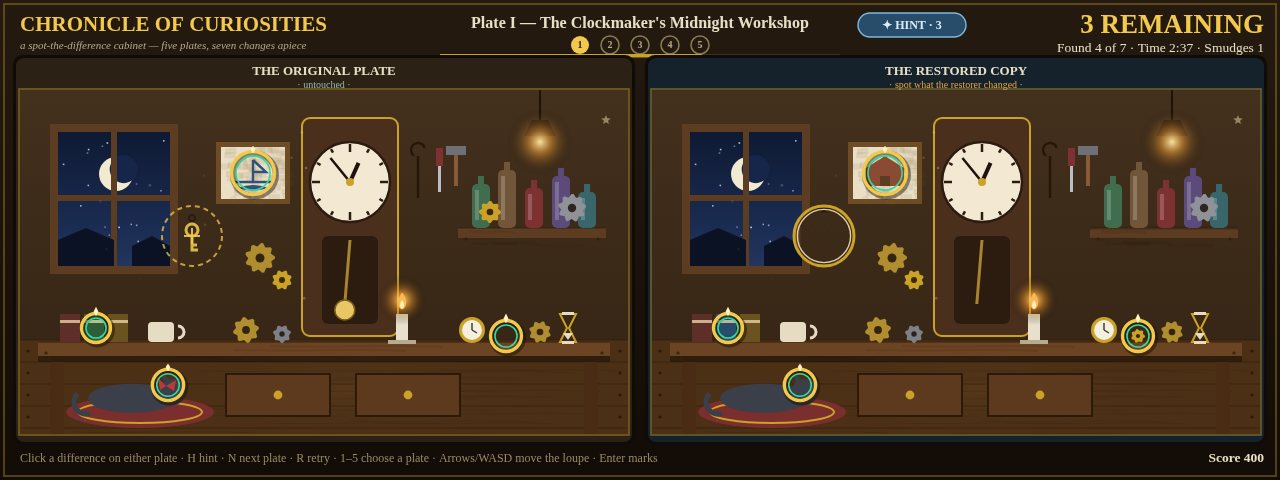 CHRONICLE OF CURIOSITIES
a spot-the-difference cabinet — five plates, seven changes apiece
Plate I — The Clockmaker's Midnight Workshop
1 2 3 4 5
✦ HINT · 3
3 REMAINING
Found 4 of 7 · Time 2:37 · Smudges 1
THE ORIGINAL PLATE
· untouched ·
THE RESTORED COPY
· spot what the restorer changed ·
Click a difference on either plate · H hint · N next plate · R retry · 1–5 choose a plate · Arrows/WASD move the loupe · Enter marks
Score 400